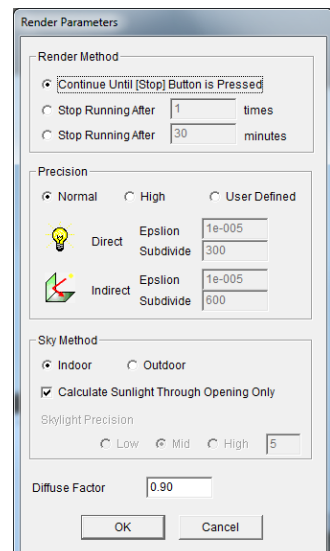 Render Parameters
Render Method
Continue Until [Stop] Button is Pressed
Stop Running After 1 times
Stop Running After 30 minutes
Precision
Normal High User Defined
Direct Epslion 1e-005
Subdivide 300
Indirect Epslion 1e-005
Subdivide 600
Sky Method
Indoor Outdoor
Calculate Sunlight Through Opening Only
Skylight Precision
Low Mid High 5
Diffuse Factor 0.90
OK Cancel